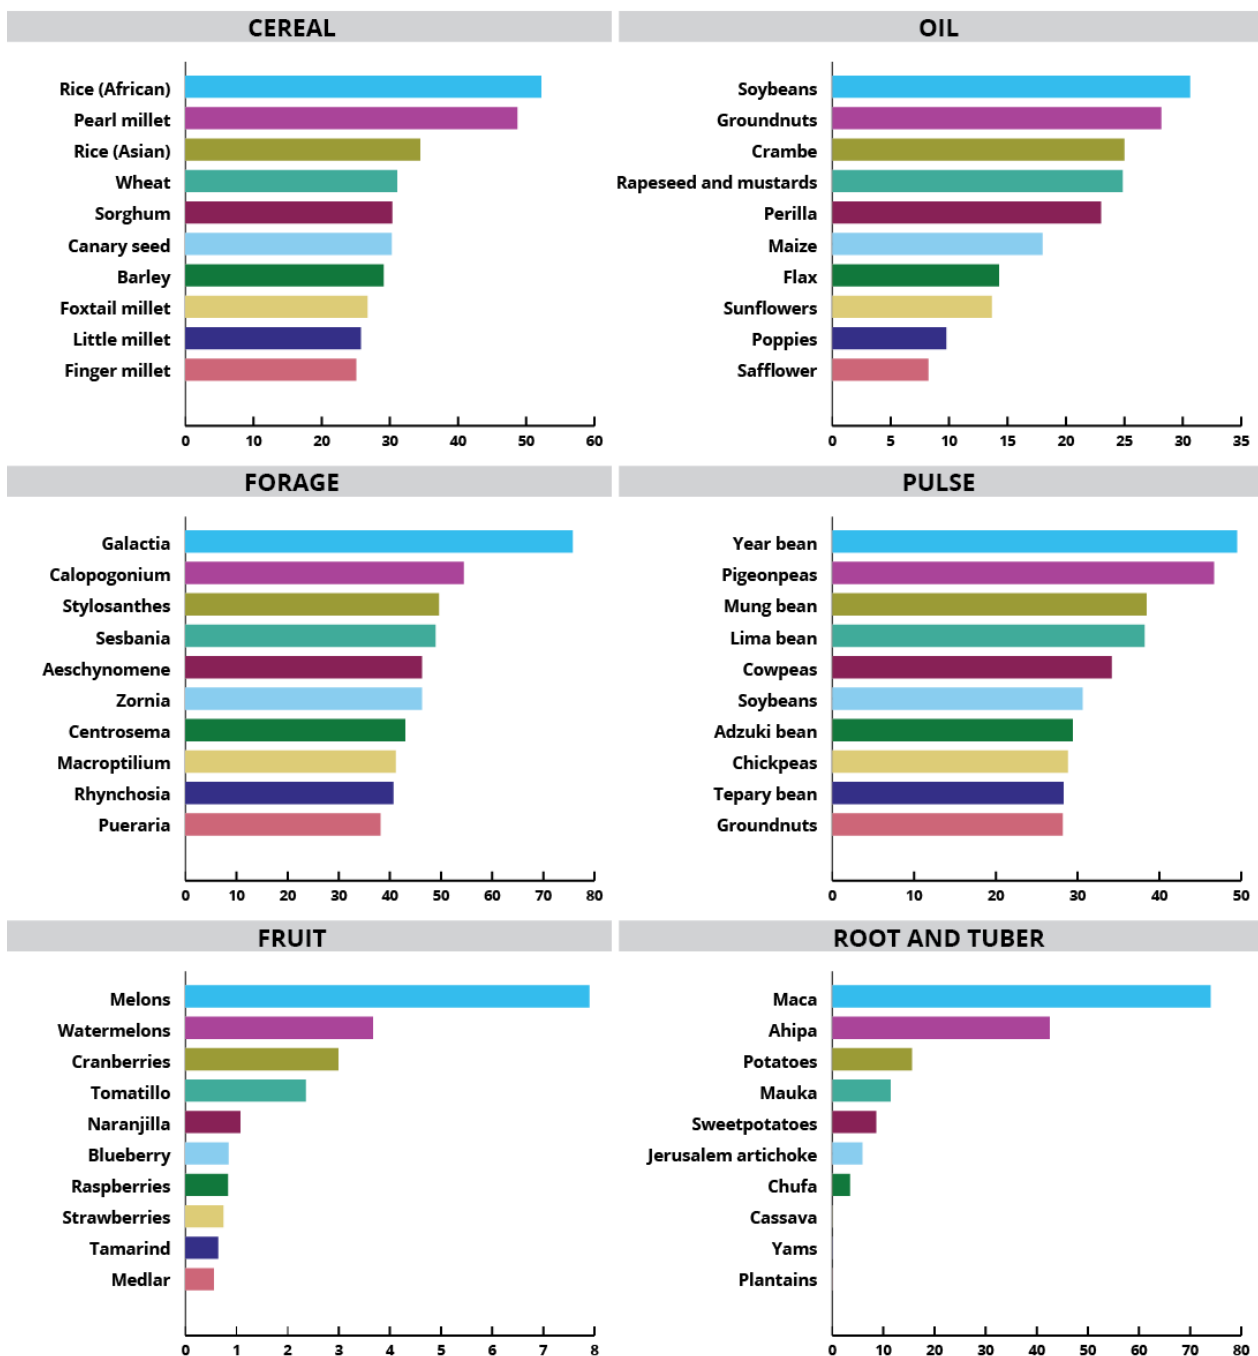 CEREAL
Rice (African)
Pearl millet
Rice (Asian)
Wheat
Sorghum
Canary seed
Barley
Foxtail millet
Little millet
Finger millet
0 10 20 30 40 50 60
OIL
Soybeans
Groundnuts
Crambe
Rapeseed and mustards
Perilla
Maize
Flax
Sunflowers
Poppies
Safflower
0 5 10 15 20 25 30 35
FORAGE
Galactia
Calopogonium
Stylosanthes
Sesbania
Aeschynomene
Zornia
Centrosema
Macroptilium
Rhynchosia
Pueraria
0 10 20 30 40 50 60 70 80
PULSE
Year bean
Pigeonpeas
Mung bean
Lima bean
Cowpeas
Soybeans
Adzuki bean
Chickpeas
Tepary bean
Groundnuts
0 10 20 30 40 50
FRUIT
Melons
Watermelons
Cranberries
Tomatillo
Naranjilla
Blueberry
Raspberries
Strawberries
Tamarind
Medlar
0 1 2 3 4 5 6 7 8
ROOT AND TUBER
Maca
Ahipa
Potatoes
Mauka
Sweetpotatoes
Jerusalem artichoke
Chufa
Cassava
Yams
Plantains
0 10 20 30 40 50 60 70 80